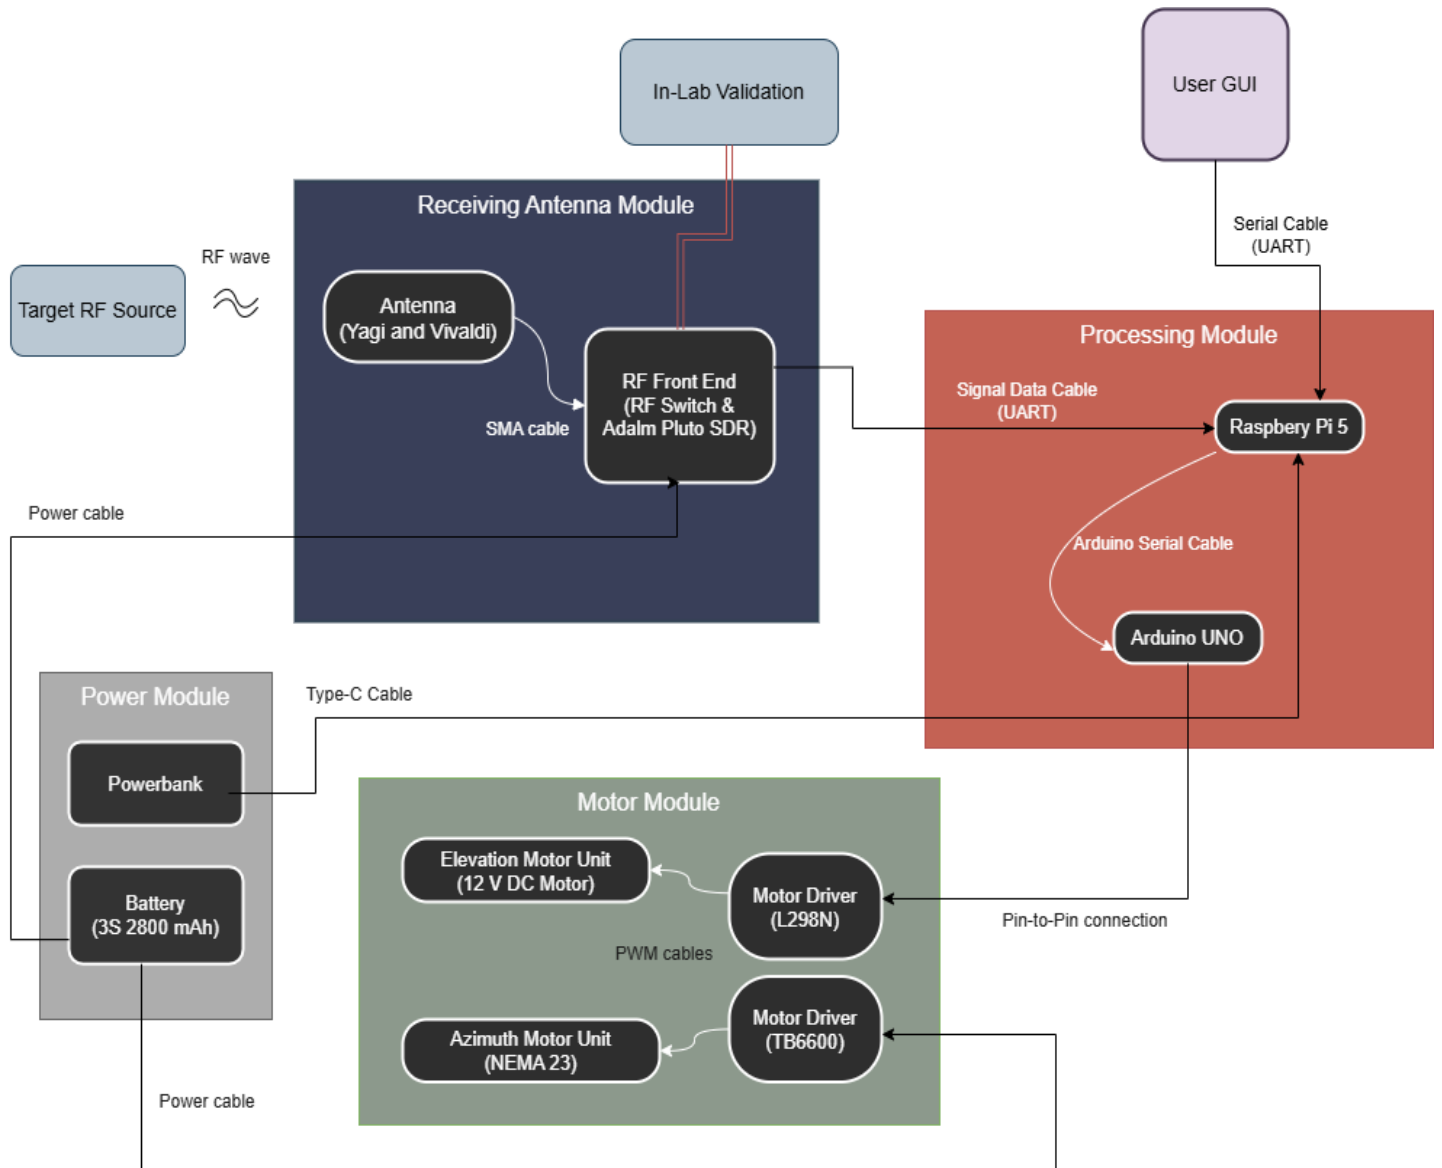 In-Lab Validation
User GUI
Receiving Antenna Module
Serial Cable
(UART)
RF wave
Target RF Source
Antenna
(Yagi and Vivaldi)
RF Front End
(RF Switch &
Adalm Pluto SDR)
SMA cable
Processing Module
Signal Data Cable
(UART)
Raspbery Pi 5
Power cable
Arduino Serial Cable
Arduino UNO
Power Module
Type-C Cable
Powerbank
Battery
(3S 2800 mAh)
Motor Module
Elevation Motor Unit
(12 V DC Motor)
Motor Driver
(L298N)
Pin-to-Pin connection
PWM cables
Motor Driver
(TB6600)
Azimuth Motor Unit
(NEMA 23)
Power cable